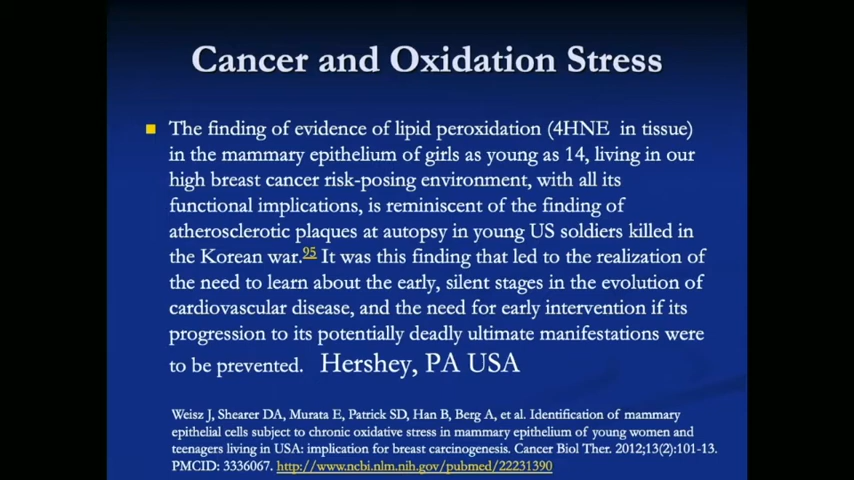 Cancer and Oxidation Stress
The finding of evidence of lipid peroxidation (4HNE in tissue)
in the mammary epithelium of girls as young as 14, living in our
high breast cancer risk-posing environment, with all its
functional implications, is reminiscent of the finding of
atherosclerotic plaques at autopsy in young US soldiers killed in
the Korean war.95 It was this finding that led to the realization of
the need to learn about the early, silent stages in the evolution of
cardiovascular disease, and the need for early intervention if its
progression to its potentially deadly ultimate manifestations were
to be prevented. Hershey, PA USA
Weisz J, Shearer DA, Murata E, Patrick SD, Han B, Berg A, et al. Identification of mammary
epithelial cells subject to chronic oxidative stress in mammary epithelium of young women and
teenagers living in USA: implication for breast carcinogenesis. Cancer Biol Ther. 2012;13(2):101-13.
PMCID: 3336067. http://www.ncbi.nlm.nih.gov/pubmed/22231390